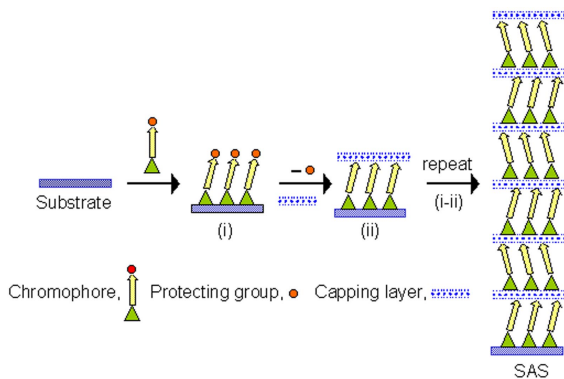 Substrate
(i)
(ii)
repeat
(i-ii)
Chromophore, Protecting group, Capping layer,
SAS